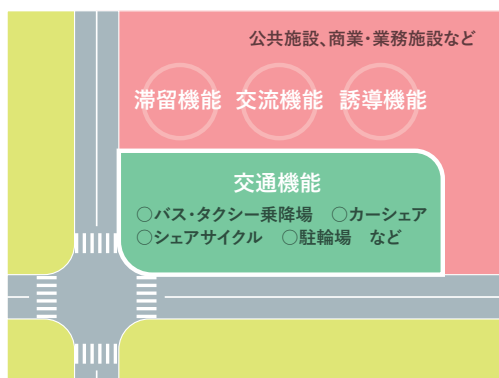 公共施設、商業・業務施設など
滞留機能 交流機能 誘導機能
交通機能
○バス・タクシー乗降場 ○カーシェア
○シェアサイクル ○駐輪場 など